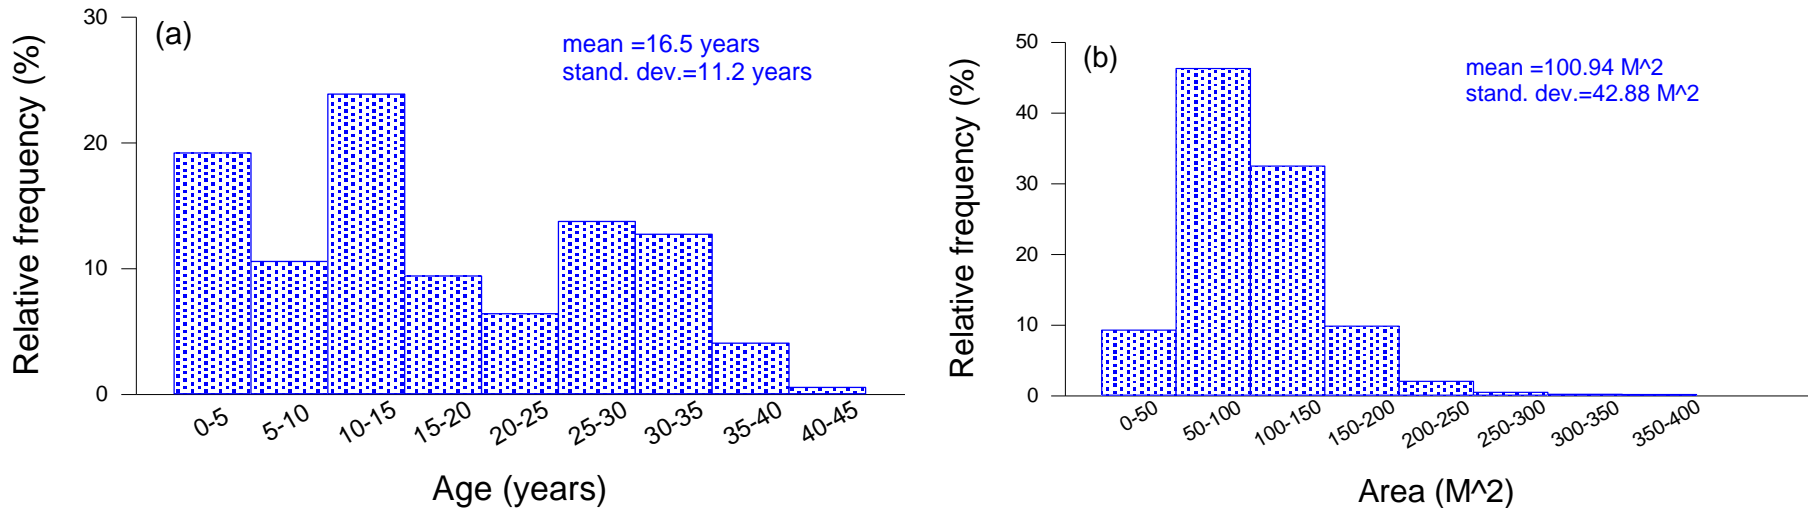 (a)
mean =16.5 years
stand. dev.=11.2 years
Relative frequency (%)
30
20
10
0
0-5
5-10
10-15
15-20
20-25
25-30
30-35
35-40
40-45
Age (years)
(b)
mean =100.94 M^2
stand. dev.=42.88 M^2
Relative frequency (%)
50
40
30
20
10
0
0-50
50-100
100-150
150-200
200-250
250-300
300-350
350-400
Area (M^2)